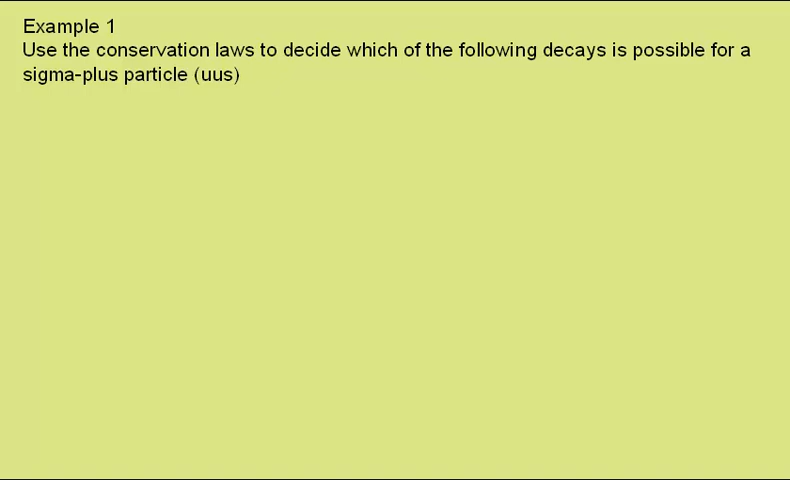 Example 1
Use the conservation laws to decide which of the following decays is possible for a
sigma-plus particle (uus)